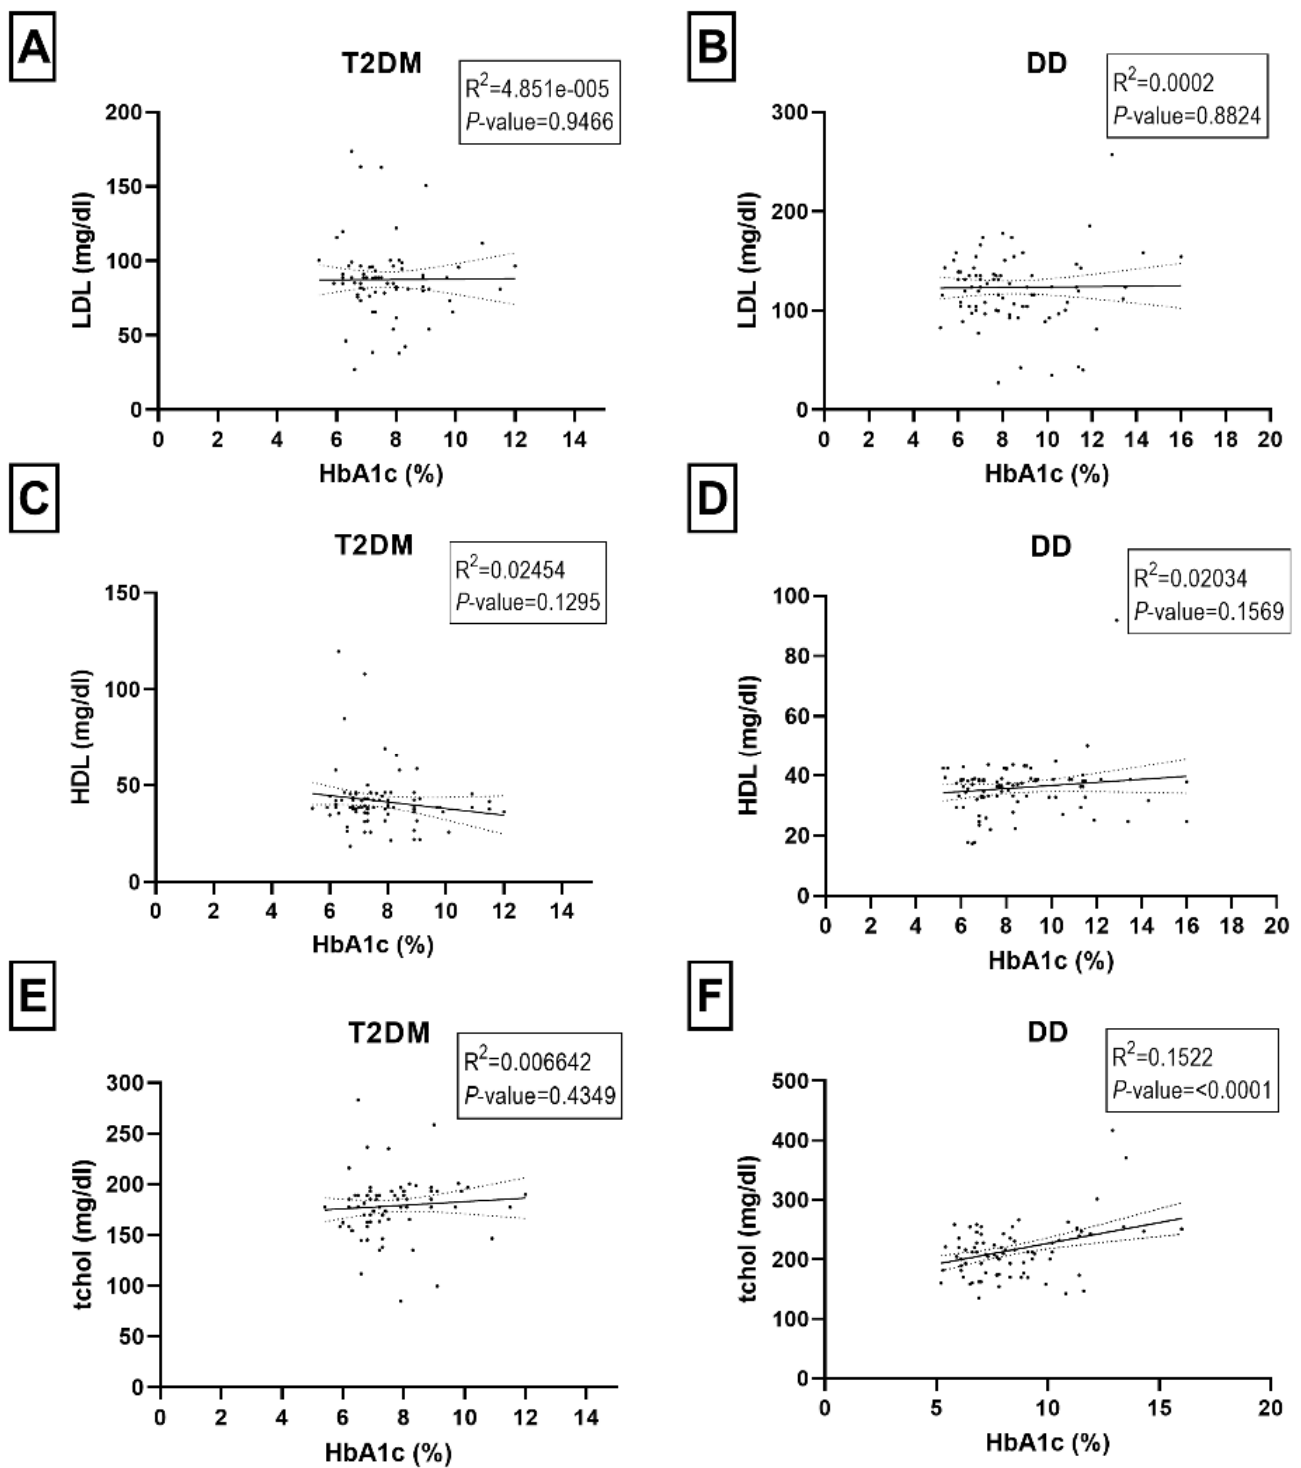 A
T2DM
R2=4.851e-005
P-value=0.9466
200
150
100
50
0
LDL (mg/dl)
0 2 4 6 8 10 12 14
HbA1c (%)
B
DD
R2=0.0002
P-value=0.8824
300
200
100
0
LDL (mg/dl)
0 2 4 6 8 10 12 14 16 18 20
HbA1c (%)
C
T2DM
R2=0.02454
P-value=0.1295
150
100
50
0
HDL (mg/dl)
0 2 4 6 8 10 12 14
HbA1c (%)
D
DD
R2=0.02034
P-value=0.1569
100
80
60
40
20
0
HDL (mg/dl)
0 2 4 6 8 10 12 14 16 18 20
HbA1c (%)
E
T2DM
R2=0.006642
P-value=0.4349
300
250
200
150
100
50
0
tchol (mg/dl)
0 2 4 6 8 10 12 14
HbA1c (%)
F
DD
R2=0.1522
P-value=<0.0001
500
400
300
200
100
0
tchol (mg/dl)
0 5 10 15 20
HbA1c (%)